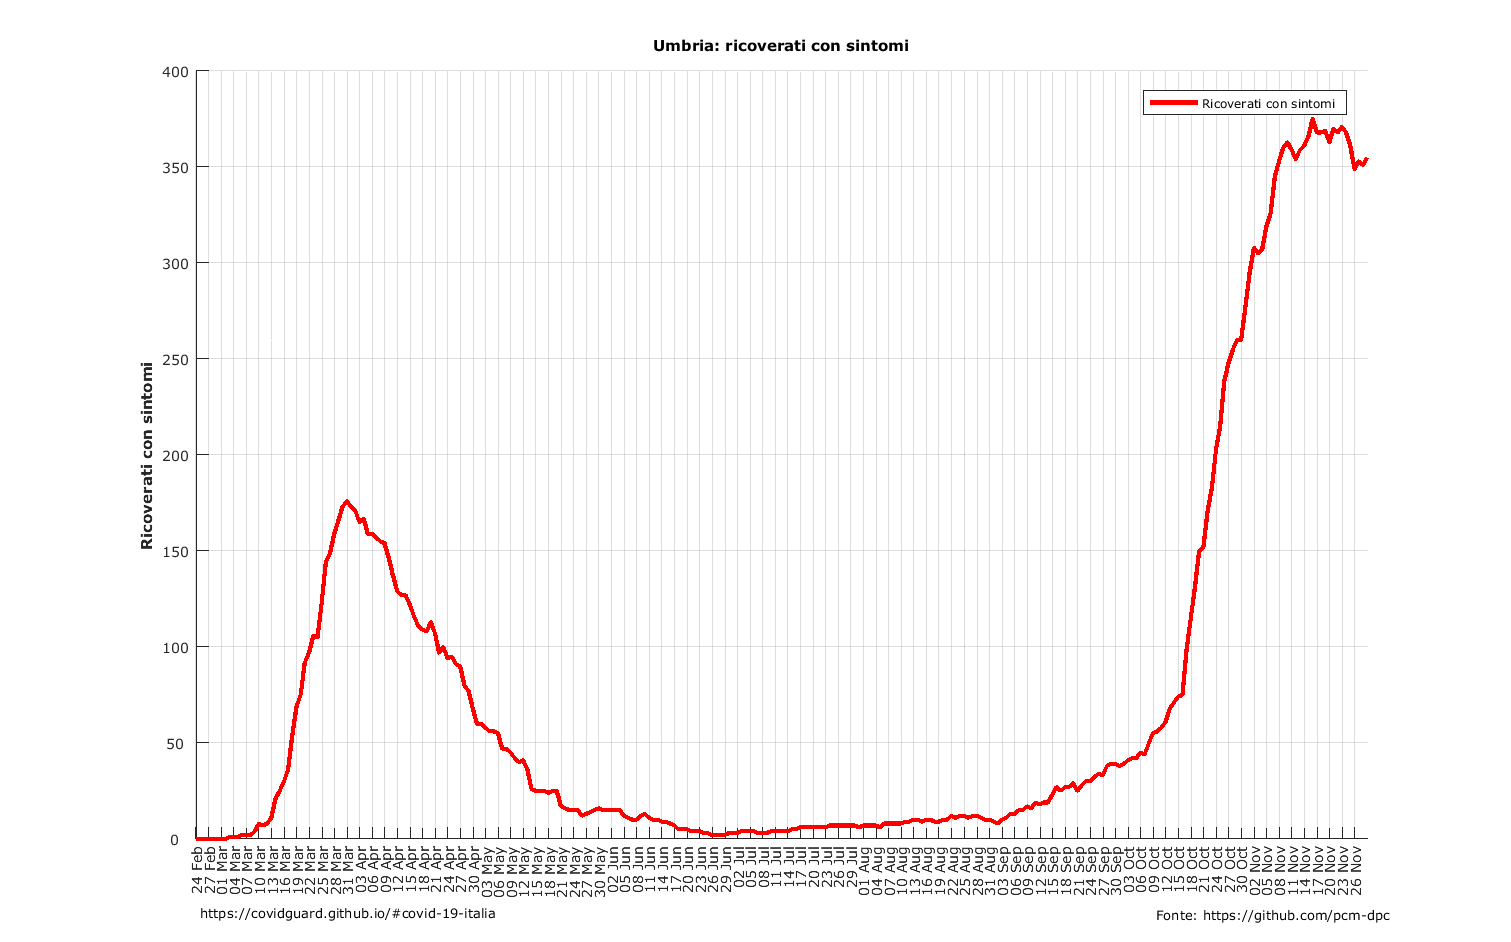 Umbria: ricoverati con sintomi
Ricoverati con sintomi
Ricoverati con sintomi
400
350
300
250
200
150
100
50
0
24 Feb
27 Feb
01 Mar
04 Mar
07 Mar
10 Mar
13 Mar
16 Mar
19 Mar
22 Mar
25 Mar
28 Mar
31 Mar
03 Apr
06 Apr
09 Apr
12 Apr
15 Apr
18 Apr
21 Apr
24 Apr
27 Apr
30 Apr
03 May
06 May
09 May
12 May
15 May
18 May
21 May
24 May
27 May
30 May
02 Jun
05 Jun
08 Jun
11 Jun
14 Jun
17 Jun
20 Jun
23 Jun
26 Jun
29 Jun
02 Jul
05 Jul
08 Jul
11 Jul
14 Jul
17 Jul
20 Jul
23 Jul
26 Jul
29 Jul
01 Aug
04 Aug
07 Aug
10 Aug
13 Aug
16 Aug
19 Aug
22 Aug
25 Aug
28 Aug
31 Aug
03 Sep
06 Sep
09 Sep
12 Sep
15 Sep
18 Sep
21 Sep
24 Sep
27 Sep
30 Sep
03 Oct
06 Oct
09 Oct
12 Oct
15 Oct
18 Oct
21 Oct
24 Oct
27 Oct
30 Oct
02 Nov
05 Nov
08 Nov
11 Nov
14 Nov
17 Nov
20 Nov
23 Nov
26 Nov
https://covidguard.github.io/#covid-19-italia
Fonte: https://github.com/pcm-dpc